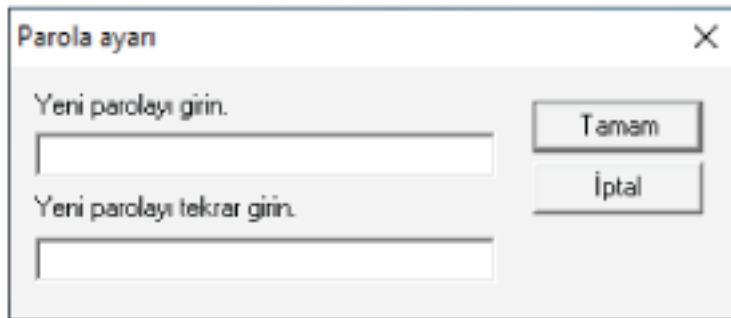 Parola ayarı
Yeni parolayı girin.
Tamam
İptal
Yeni parolayı tekrar girin.